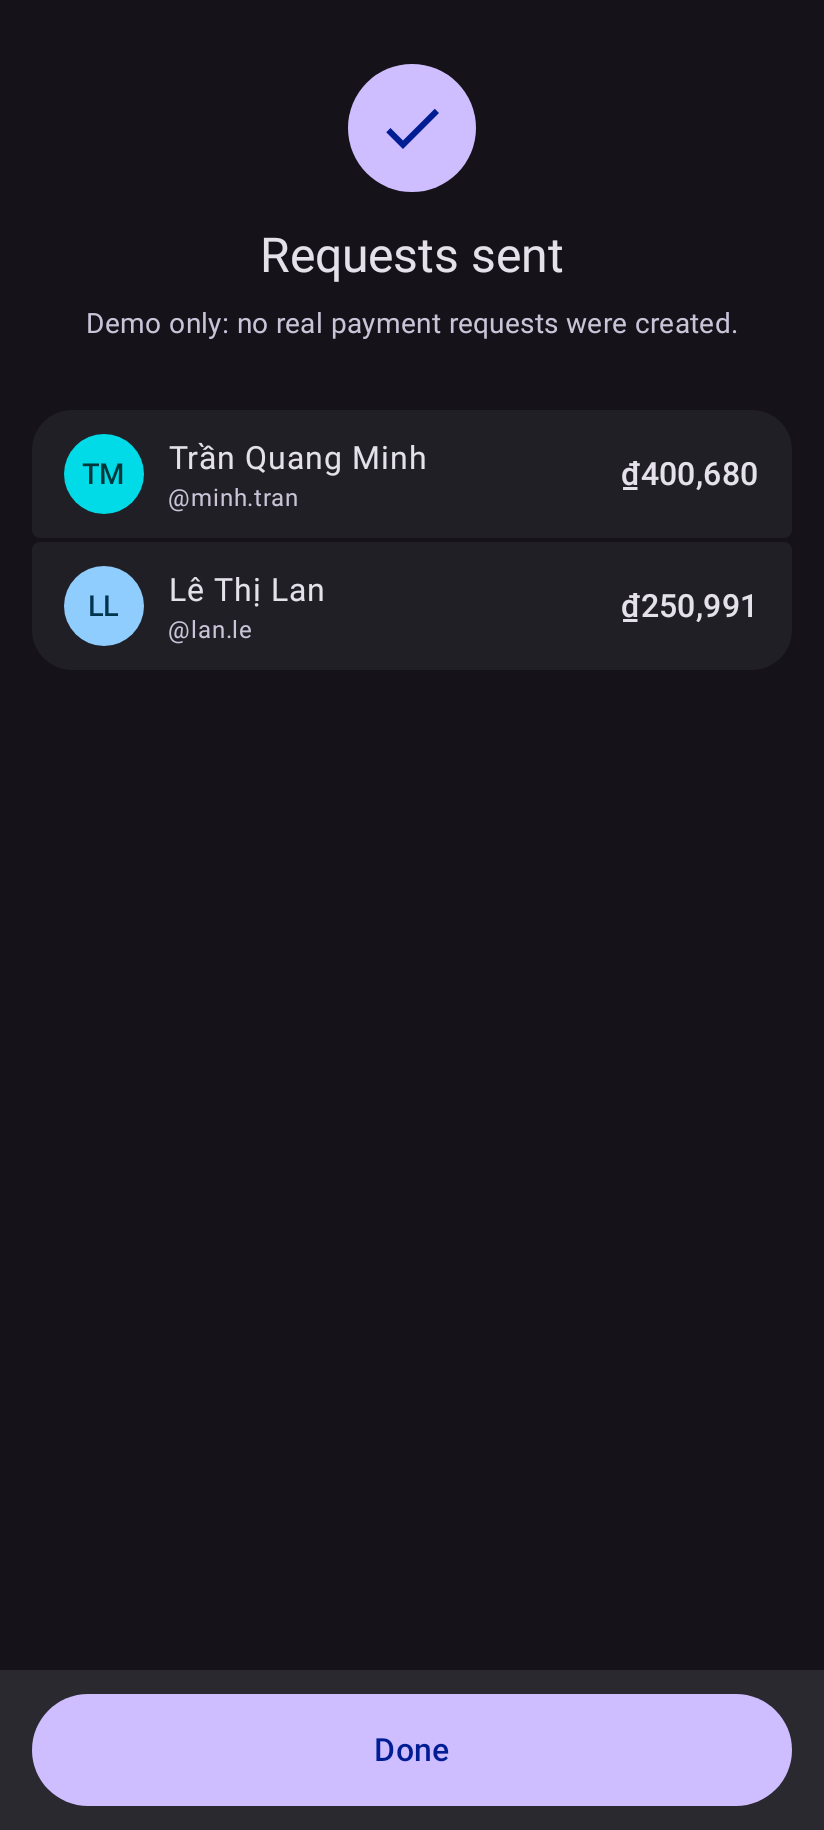 Requests sent
Demo only: no real payment requests were created.
TM
Trần Quang Minh
@minh.tran
₫400,680
LL
Lê Thị Lan
@lan.le
₫250,991
Done